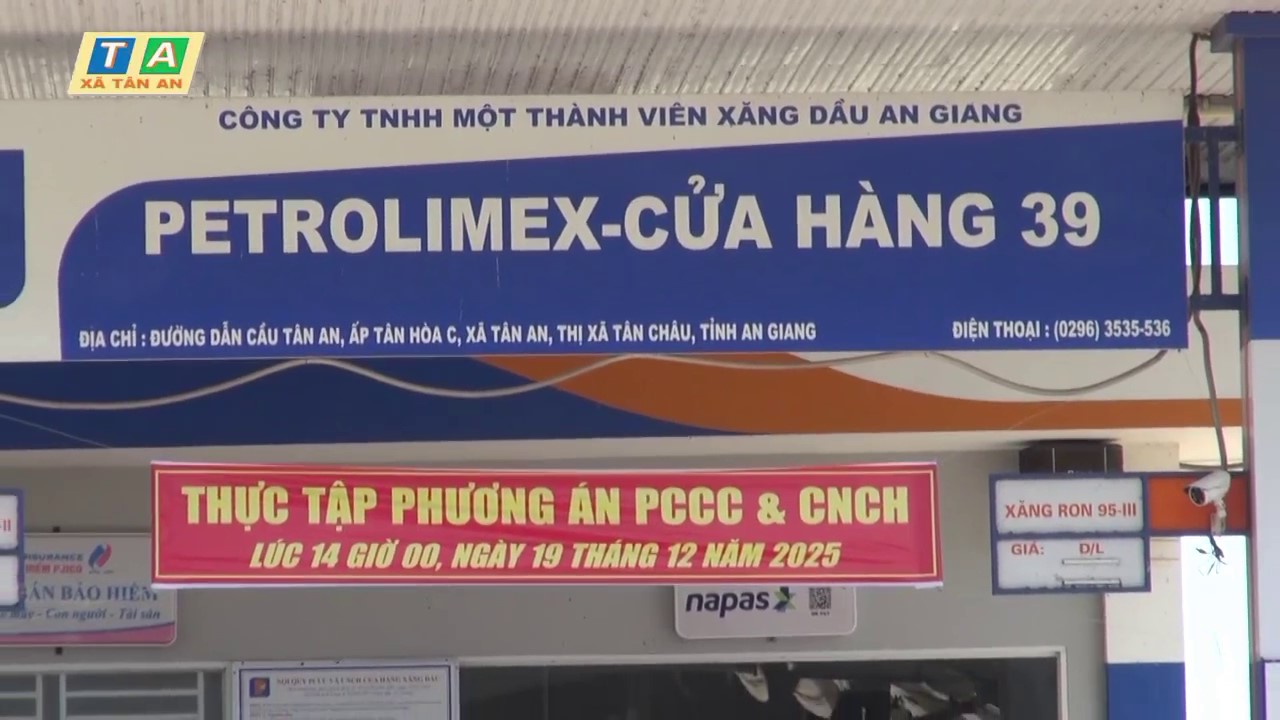 TA
XÃ TÂN AN
CÔNG TY TNHH MỘT THÀNH VIÊN XĂNG DẦU AN GIANG
PETROLIMEX-CỬA HÀNG 39
ĐỊA CHỈ : ĐƯỜNG DẪN CẦU TÂN AN, ẤP TÂN HÒA C, XÃ TÂN AN, THỊ XÃ TÂN CHÂU, TỈNH AN GIANG
ĐIỆN THOẠI : (0296) 3535-536
THỰC TẬP PHƯƠNG ÁN PCCC & CNCH
LÚC 14 GIỜ 00, NGÀY 19 THÁNG 12 NĂM 2025
XĂNG RON 95-III
GIÁ: Đ/L
-II
BẢO HIỂM
- Con người - Tài sản
napas